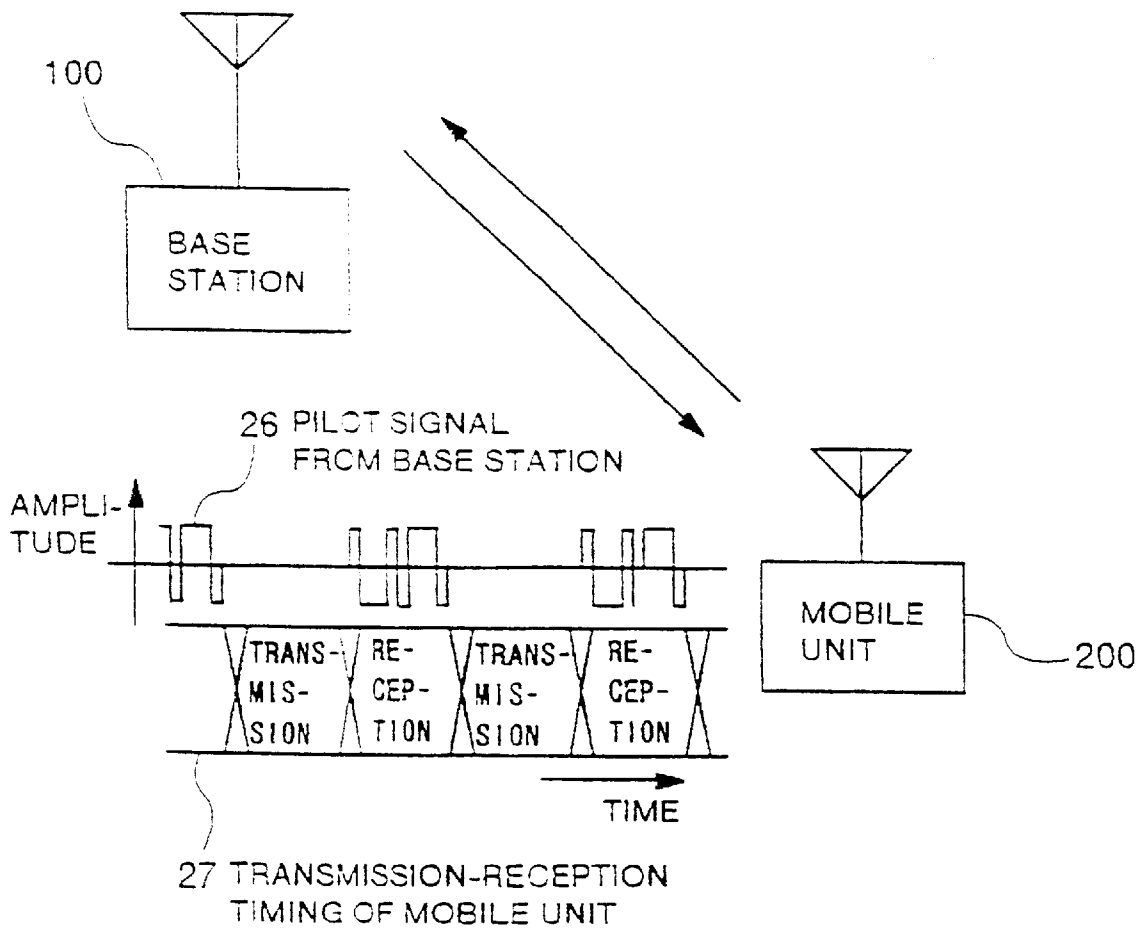 100
BASE
STATION
26 PILOT SIGNAL
FROM BASE STATION
AMPLI-
TUDE
MOBILE
UNIT
200
TRANS-
MIS-
SION
RE-
CEP-
TION
TRANS-
MIS-
SION
RE-
CEP-
TION
TIME
27 TRANSMISSION-RECEPTION
TIMING OF MOBILE UNIT